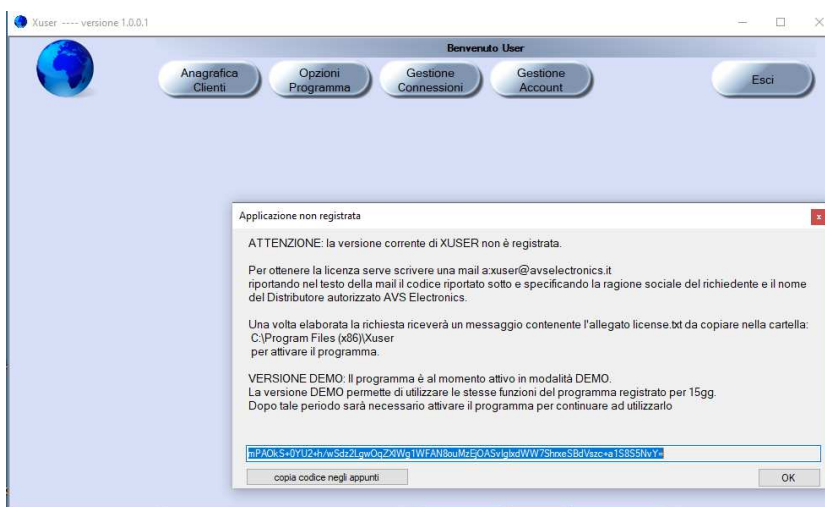 Xuser ---- versione 1.0.0.1
Benvenuto User
Anagrafica
Clienti
Opzioni
Programma
Gestione
Connessioni
Gestione
Account
Esci
Applicazione non registrata
ATTENZIONE: la versione corrente di XUSER non è registrata.
Per ottenere la licenza serve scrivere una mail a:xuser@avselectronics.it
riportando nel testo della mail il codice riportato sotto e specificando la ragione sociale del richiedente e il nome
del Distributore autorizzato AVS Electronics.
Una volta elaborata la richiesta riceverà un messaggio contenente l'allegato license.txt da copiare nella cartella:
C:\Program Files (x86)\Xuser
per attivare il programma.
VERSIONE DEMO: Il programma è al momento attivo in modalità DEMO.
La versione DEMO permette di utilizzare le stesse funzioni del programma registrato per 15gg.
Dopo tale periodo sarà necessario attivare il programma per continuare ad utilizzarlo
copia codice negli appunti
OK